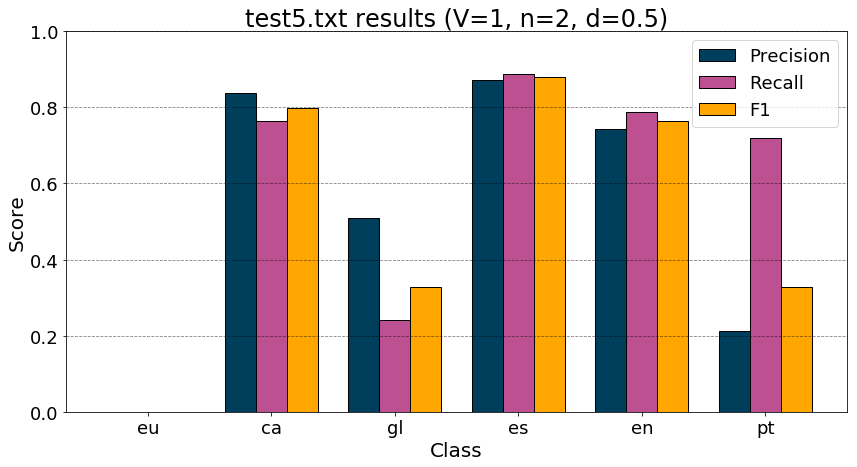 test5.txt results (V=1, n=2, d=0.5)
1.0
0.8
0.6
0.4
0.2
0.0
Score
Precision
Recall
F1
eu ca gl es en pt
Class